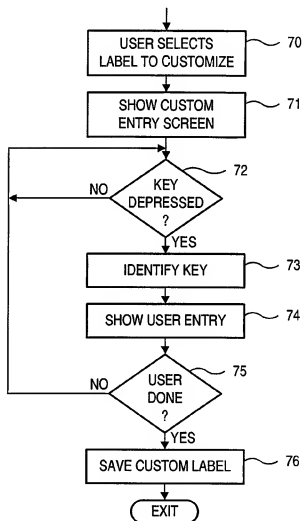 USER SELECTS
LABEL TO CUSTOMIZE
70
SHOW CUSTOM
ENTRY SCREEN
71
72
NO
KEY
DEPRESSED
?
YES
IDENTIFY KEY
73
SHOW USER ENTRY
74
75
NO
USER
DONE
?
YES
SAVE CUSTOM LABEL
76
EXIT